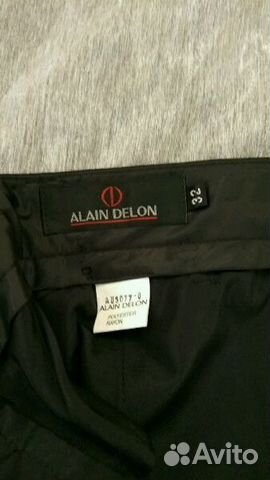 ALAIN DELON
32
ALAIN DELON
POLYESTER
RAYON
Avito